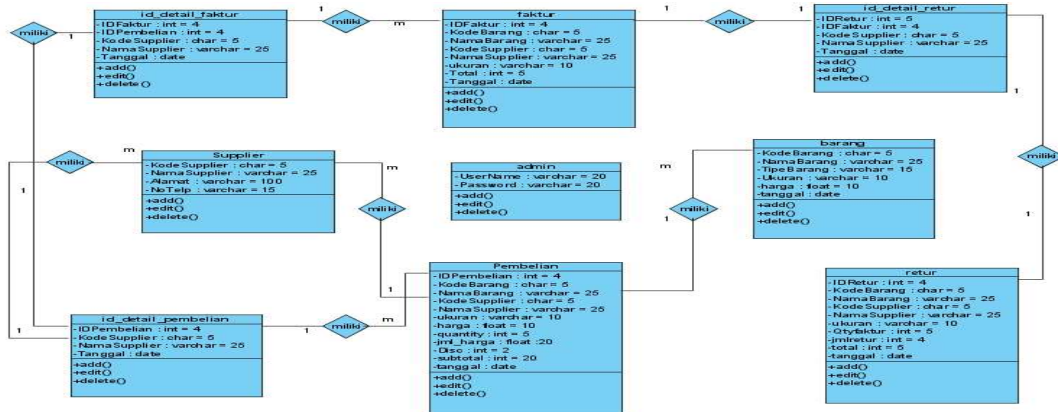 id_detail_faktur
-IDFaktur : int = 4
-IDPembelian : int = 4
-KodeSupplier : char = 5
-NamaSupplier : varchar = 25
-Tanggal : date
+add()
+edit()
+delete()
1
miliki
m
faktur
-IDFaktur : int = 4
-KodeBarang : char = 5
-NamaBarang : varchar = 25
-KodeSupplier : char = 5
-NamaSupplier : varchar = 25
-ukuran : varchar = 10
-Total : int = 5
-Tanggal : date
+add()
+edit()
+delete()
1
miliki
1
id_detail_retur
-IDRetur : int = 5
-IDFaktur : int = 4
-KodeSupplier : char = 5
-NamaSupplier : varchar = 25
-Tanggal : date
+add()
+edit()
+delete()
miliki
1
1
miliki
1
miliki
m
Supplier
-KodeSupplier : char = 5
-NamaSupplier : varchar = 25
-Alamat : varchar = 100
-NoTelp : varchar = 15
+add()
+edit()
+delete()
m
miliki
1
admin
-UserName : varchar = 20
-Password : varchar = 20
+add()
+edit()
+delete()
m
miliki
1
barang
-KodeBarang : char = 5
-NamaBarang : varchar = 25
-TipeBarang : varchar = 15
-Ukuran : varchar = 10
-harga : float = 10
-tanggal : date
+add()
+edit()
+delete()
1
1
id_detail_pembelian
-IDPembelian : int = 4
-KodeSupplier : char = 5
-NamaSupplier : varchar = 25
-Tanggal : date
+add()
+edit()
+delete()
1
miliki
m
Pembelian
-IDPembelian : int = 4
-KodeBarang : char = 5
-NamaBarang : varchar = 25
-KodeSupplier : char = 5
-NamaSupplier : varchar = 25
-ukuran : varchar = 10
-harga : float = 10
-quantity : int = 5
-jml_harga : float :20
-Disc : int = 2
-subtotal : int = 20
-tanggal : date
+add()
+edit()
+delete()
retur
-IDRetur : int = 4
-KodeBarang : char = 5
-NamaBarang : varchar = 25
-KodeSupplier : char = 5
-NamaSupplier : varchar = 25
-ukuran : varchar = 10
-Qtyfaktur : int = 5
-jmlretur : int = 4
-total : int = 5
-tanggal : date
+add()
+edit()
+delete()